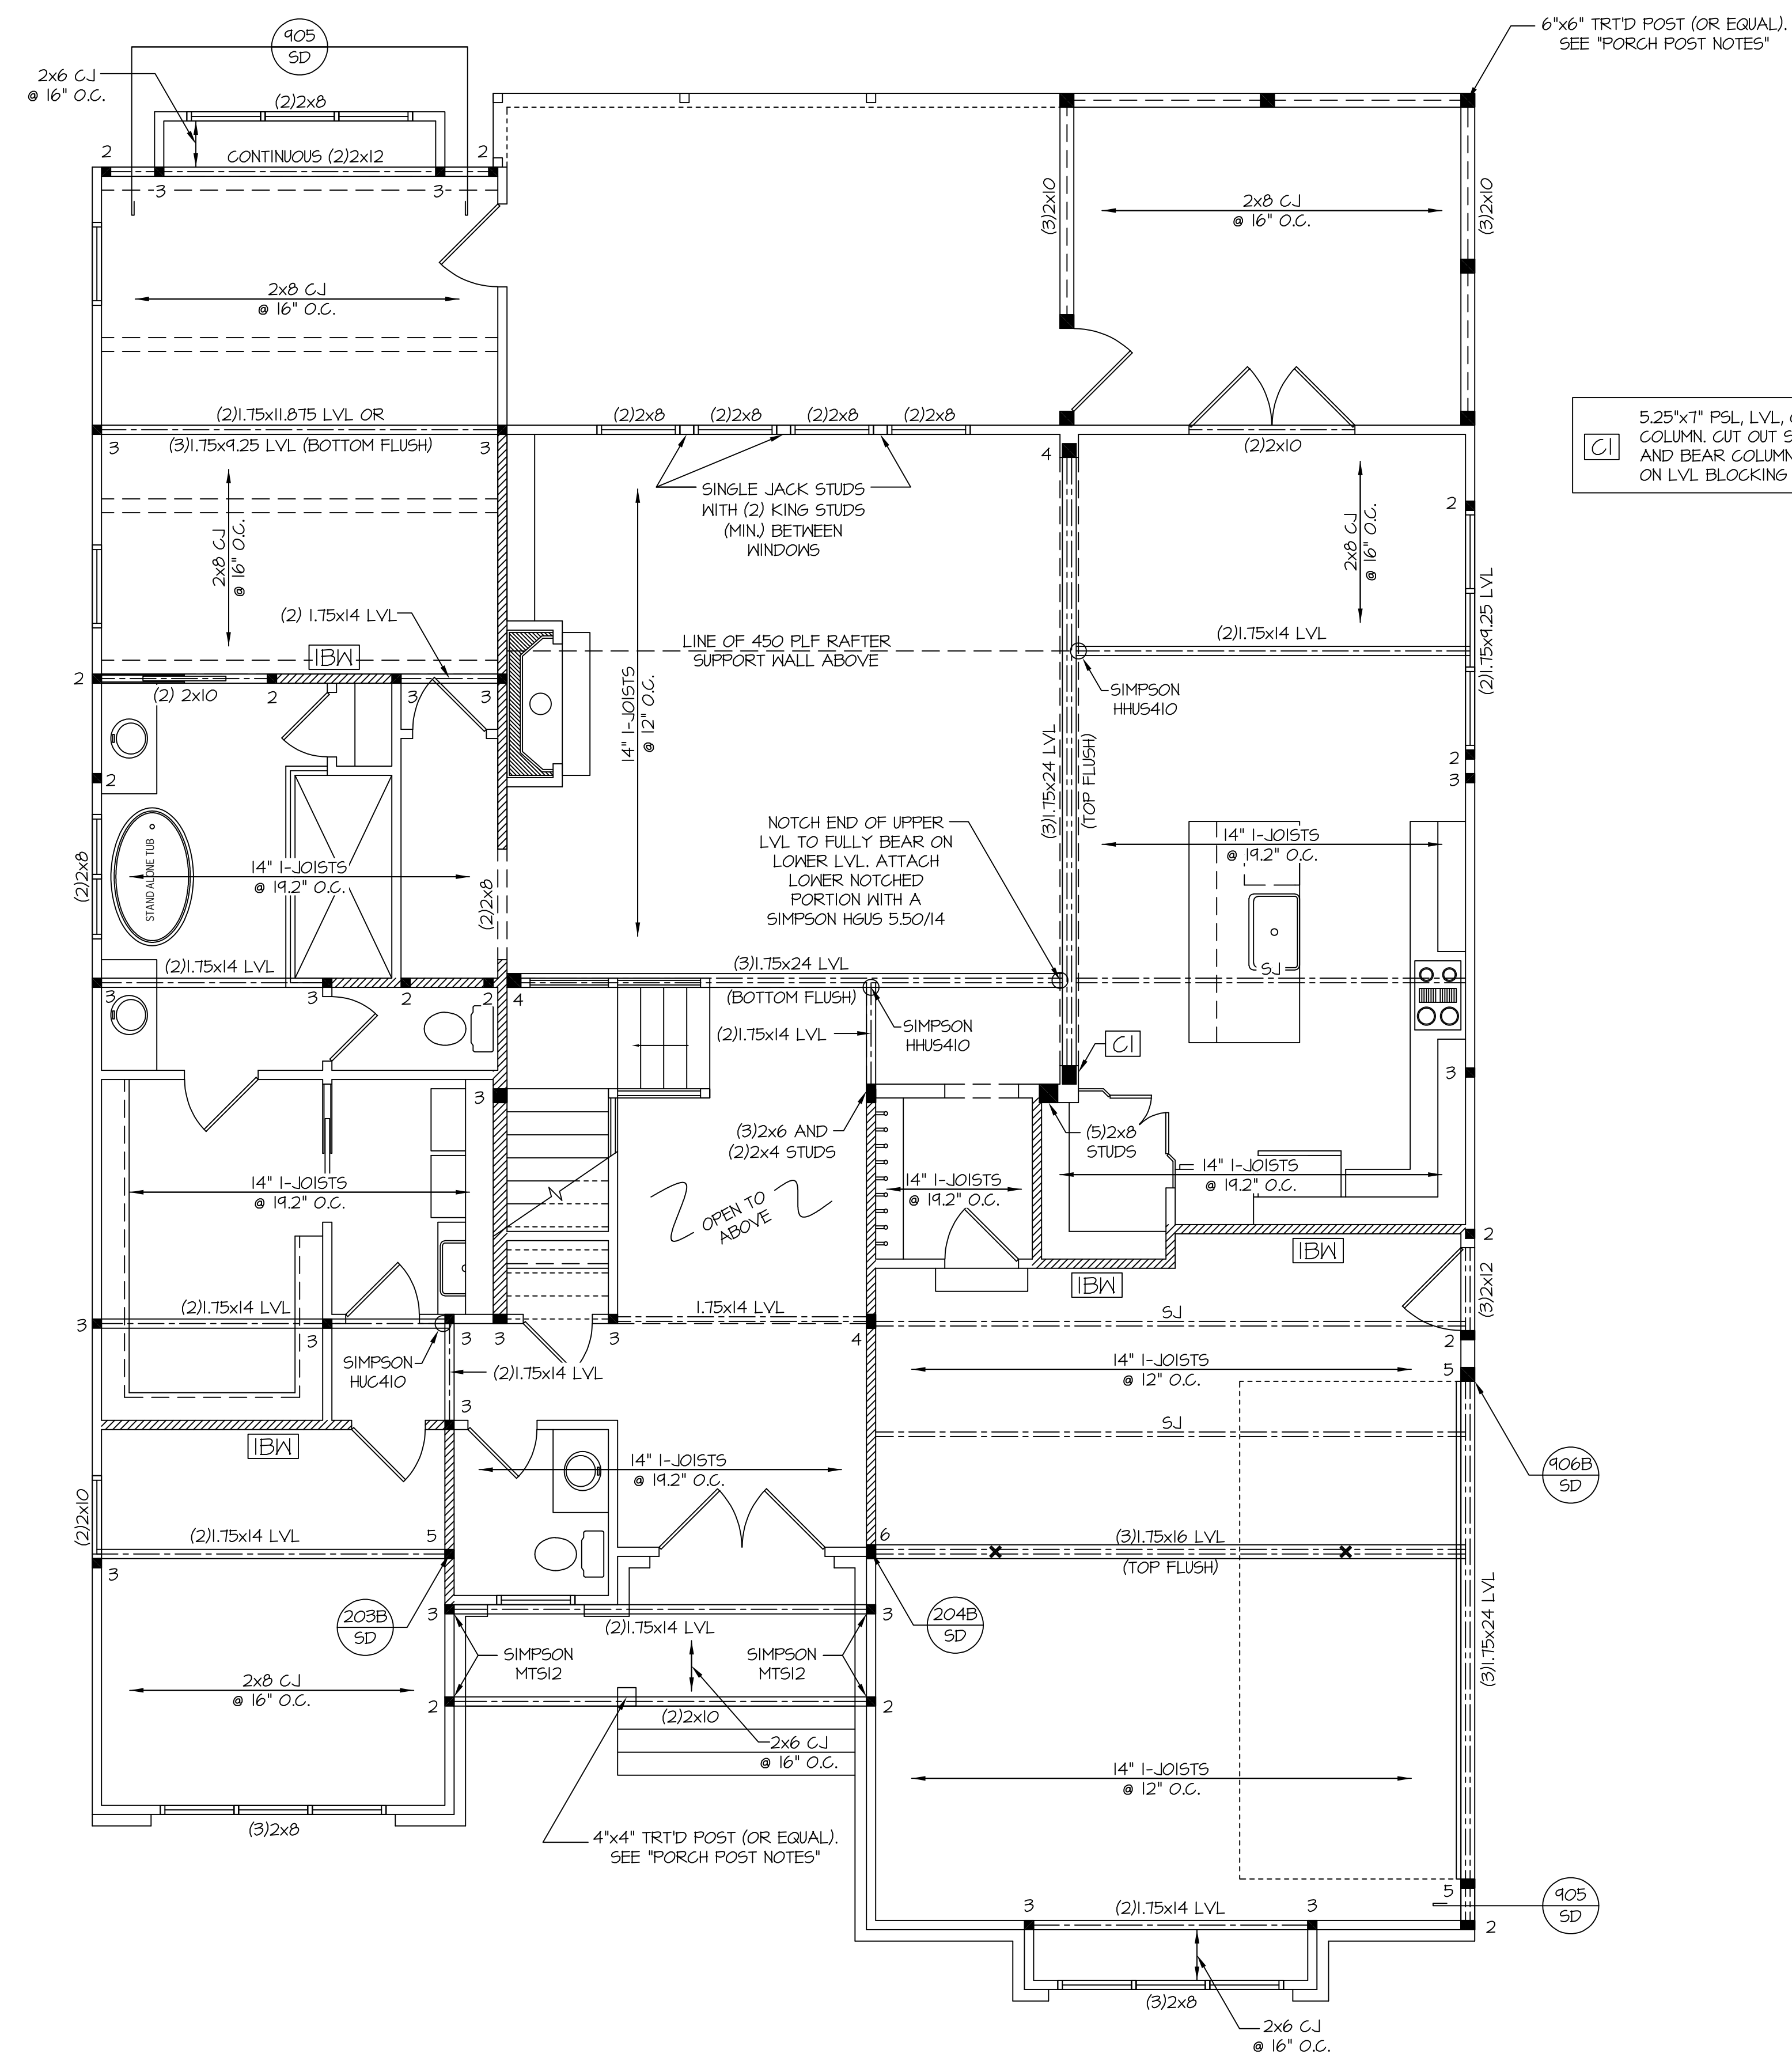 905
SD
6"x6" TRT'D POST (OR EQUAL).
SEE "PORCH POST NOTES"
2x6 CJ
@ 16" O.C.
(2)2x8
2
CONTINUOUS (2)2x12
2
3
3
(3)2x10
2x8 CJ
@ 16" O.C.
(3)2x10
2x8 CJ
@ 16" O.C.
(2)1.75x11.875 LVL OR
3
(3)1.75x9.25 LVL (BOTTOM FLUSH)
3
(2)2x8
(2)2x8
(2)2x8
(2)2x8
4
(2)2x10
C1
5.25"x7" PSL, LVL,
COLUMN. CUT OUT
AND BEAR COLUMN
ON LVL BLOCKING
SINGLE JACK STUDS
WITH (2) KING STUDS
(MIN.) BETWEEN
WINDOWS
2x8 CJ
@ 16" O.C.
2x8 CJ
@ 16" O.C.
2
(2)1.75x9.25 LVL
(2) 1.75x14 LVL
LINE OF 450 PLF RAFTER
SUPPORT WALL ABOVE
(2)1.75x14 LVL
IBW
2
(2) 2x10
2
3
3
14" I-JOISTS
@ 12" O.C.
SIMPSON
HHUS410
(3)1.75x24 LVL
(TOP FLUSH)
2
2
3
NOTCH END OF UPPER
LVL TO FULLY BEAR ON
LOWER LVL. ATTACH
LOWER NOTCHED
PORTION WITH A
SIMPSON HGUS 5.50/14
14" I-JOISTS
@ 19.2" O.C.
(2)2x8
STAND ALONE TUB
14" I-JOISTS
@ 19.2" O.C.
(2)2x8
(2)1.75x14 LVL
3
3
2
2
4
(3)1.75x24 LVL
(BOTTOM FLUSH)
SJ
(2)1.75x14 LVL
SIMPSON
HHUS410
C1
3
3
(3)2x6 AND
(2)2x4 STUDS
(5)2x8
STUDS
14" I-JOISTS
@ 19.2" O.C.
14" I-JOISTS
@ 19.2" O.C.
14" I-JOISTS
@ 19.2" O.C.
OPEN TO
ABOVE
2
IBW
IBW
(3)2x12
(2)1.75x14 LVL
3
3
3
3
1.75x14 LVL
3
4
SJ
2
SIMPSON
HUC410
(2)1.75x14 LVL
14" I-JOISTS
@ 12" O.C.
5
3
SJ
IBW
14" I-JOISTS
@ 19.2" O.C.
906B
SD
(2)2x10
(2)1.75x14 LVL
5
3
6
(3)1.75x16 LVL
(TOP FLUSH)
203B
SD
3
(2)1.75x14 LVL
3
204B
SD
(3)1.75x24 LVL
SIMPSON
MTS12
SIMPSON
MTS12
2x8 CJ
@ 16" O.C.
2
(2)2x10
2
2x6 CJ
@ 16" O.C.
14" I-JOISTS
@ 12" O.C.
(3)2x8
4"x4" TRT'D POST (OR EQUAL).
SEE "PORCH POST NOTES"
3
(2)1.75x14 LVL
3
5
2
905
SD
(3)2x8
2x6 CJ
@ 16" O.C.